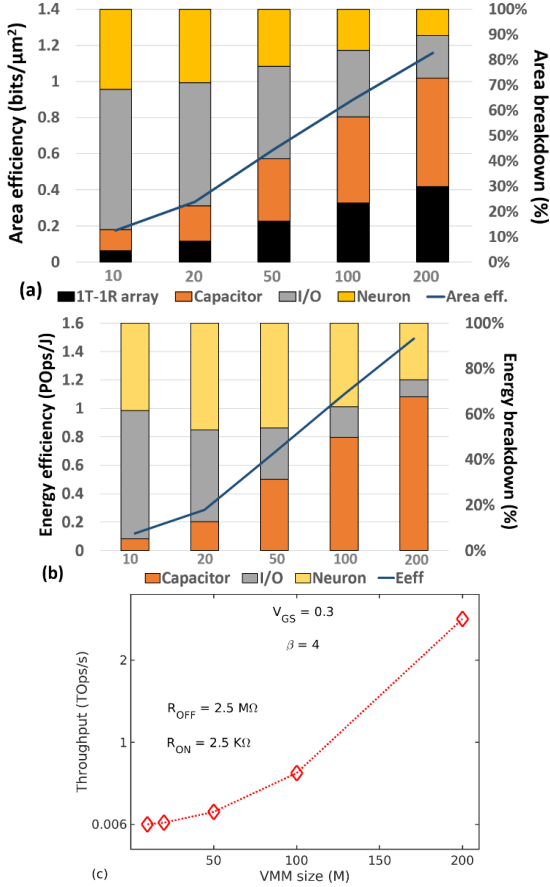 Area efficiency (bits/μm²)
1.4
1.2
1
0.8
0.6
0.4
0.2
0
100%
90%
80%
70%
60%
50%
40%
30%
20%
10%
0%
Area breakdown (%)
10 20 50 100 200
(a)
1T-1R array Capacitor I/O Neuron Area eff.
Energy efficiency (POps/J)
1.6
1.4
1.2
1
0.8
0.6
0.4
0.2
0
100%
80%
60%
40%
20%
0%
Energy breakdown (%)
10 20 50 100 200
(b)
Capacitor I/O Neuron Eeff
Throughput (TOps/s)
2
1
0.006
V_GS = 0.3
β = 4
R_OFF = 2.5 MΩ
R_ON = 2.5 KΩ
50 100 150 200
(c)
VMM size (M)